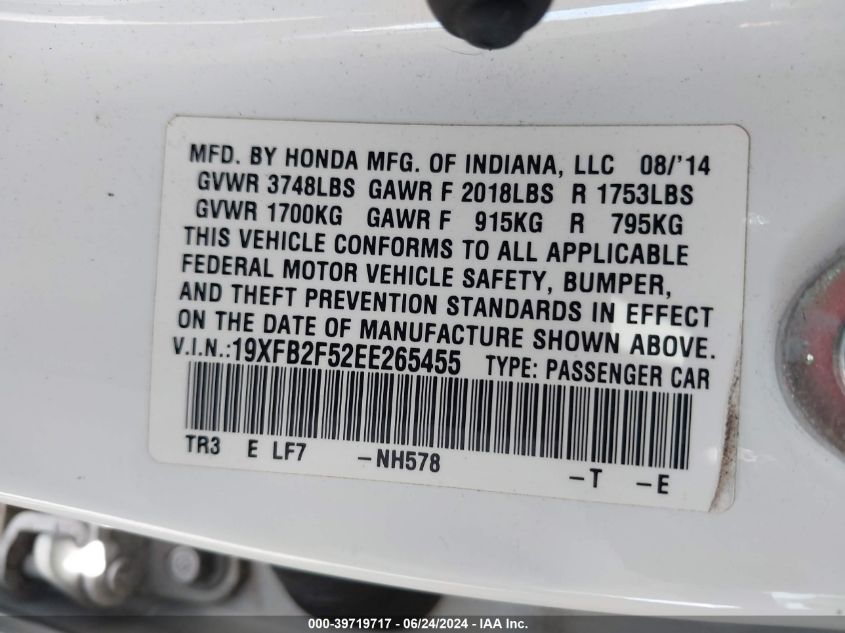 MFD. BY HONDA MFG. OF INDIANA, LLC 08/'14
GVWR 3748LBS GAWR F 2018LBS R 1753LBS
GVWR 1700KG GAWR F 915KG R 795KG
THIS VEHICLE CONFORMS TO ALL APPLICABLE
FEDERAL MOTOR VEHICLE SAFETY, BUMPER,
AND THEFT PREVENTION STANDARDS IN EFFECT
ON THE DATE OF MANUFACTURE SHOWN ABOVE.
V.I.N.:19XFB2F52EE265455 TYPE: PASSENGER CAR
TR3 E LF7 -NH578 -T -E
000-39719717 - 06/24/2024 - IAA Inc.